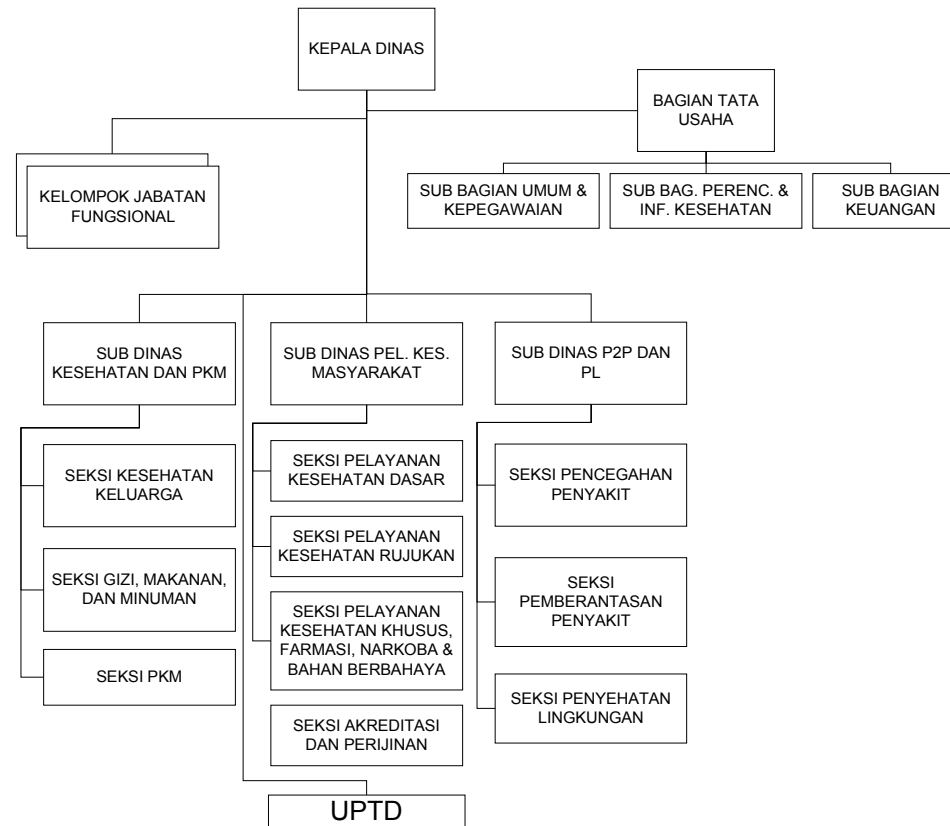 KEPALA DINAS
BAGIAN TATA
USAHA
KELOMPOK JABATAN
FUNGSIONAL
SUB BAGIAN UMUM &
KEPEGAWAIAN
SUB BAG. PERENC. &
INF. KESEHATAN
SUB BAGIAN
KEUANGAN
SUB DINAS
KESEHATAN DAN PKM
SEKSI KESEHATAN
KELUARGA
SEKSI GIZI, MAKANAN,
DAN MINUMAN
SEKSI PKM
SUB DINAS PEL. KES.
MASYARAKAT
SEKSI PELAYANAN
KESEHATAN DASAR
SEKSI PELAYANAN
KESEHATAN RUJUKAN
SEKSI PELAYANAN
KESEHATAN KHUSUS,
FARMASI, NARKOBA &
BAHAN BERBAHAYA
SEKSI AKREDITASI
DAN PERIJINAN
SUB DINAS P2P DAN
PL
SEKSI PENCEGAHAN
PENYAKIT
SEKSI
PEMBERANTASAN
PENYAKIT
SEKSI PENYEHATAN
LINGKUNGAN
UPTD